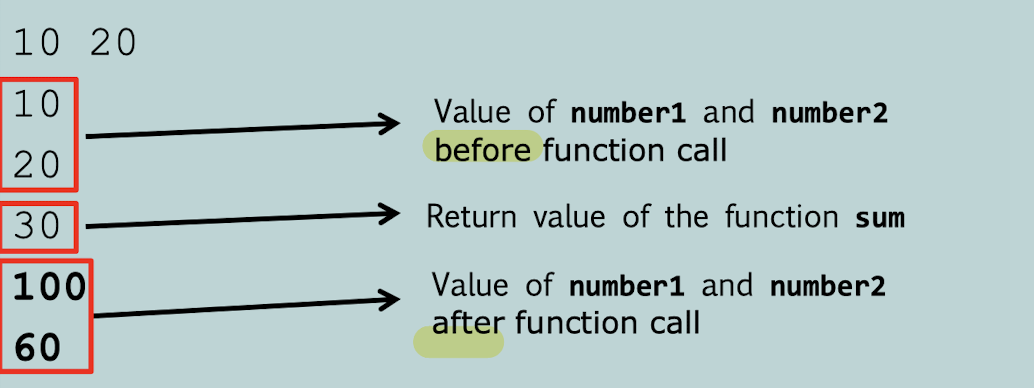 10 20
10
20
Value of number1 and number2
before function call
30
Return value of the function sum
100
60
Value of number1 and number2
after function call